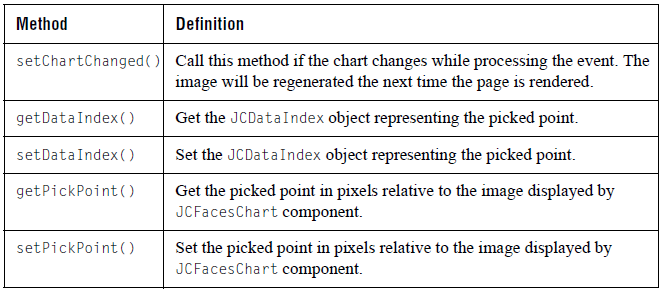 Method Definition
setChartChanged() Call this method if the chart changes while processing the event. The
image will be regenerated the next time the page is rendered.
getDataIndex() Get the JCDataIndex object representing the picked point.
setDataIndex() Set the JCDataIndex object representing the picked point.
getPickPoint() Get the picked point in pixels relative to the image displayed by
JCFacesChart component.
setPickPoint() Set the picked point in pixels relative to the image displayed by
JCFacesChart component.